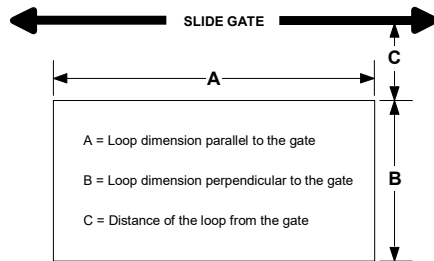 SLIDE GATE
C
A
A = Loop dimension parallel to the gate
B = Loop dimension perpendicular to the gate
B
C = Distance of the loop from the gate